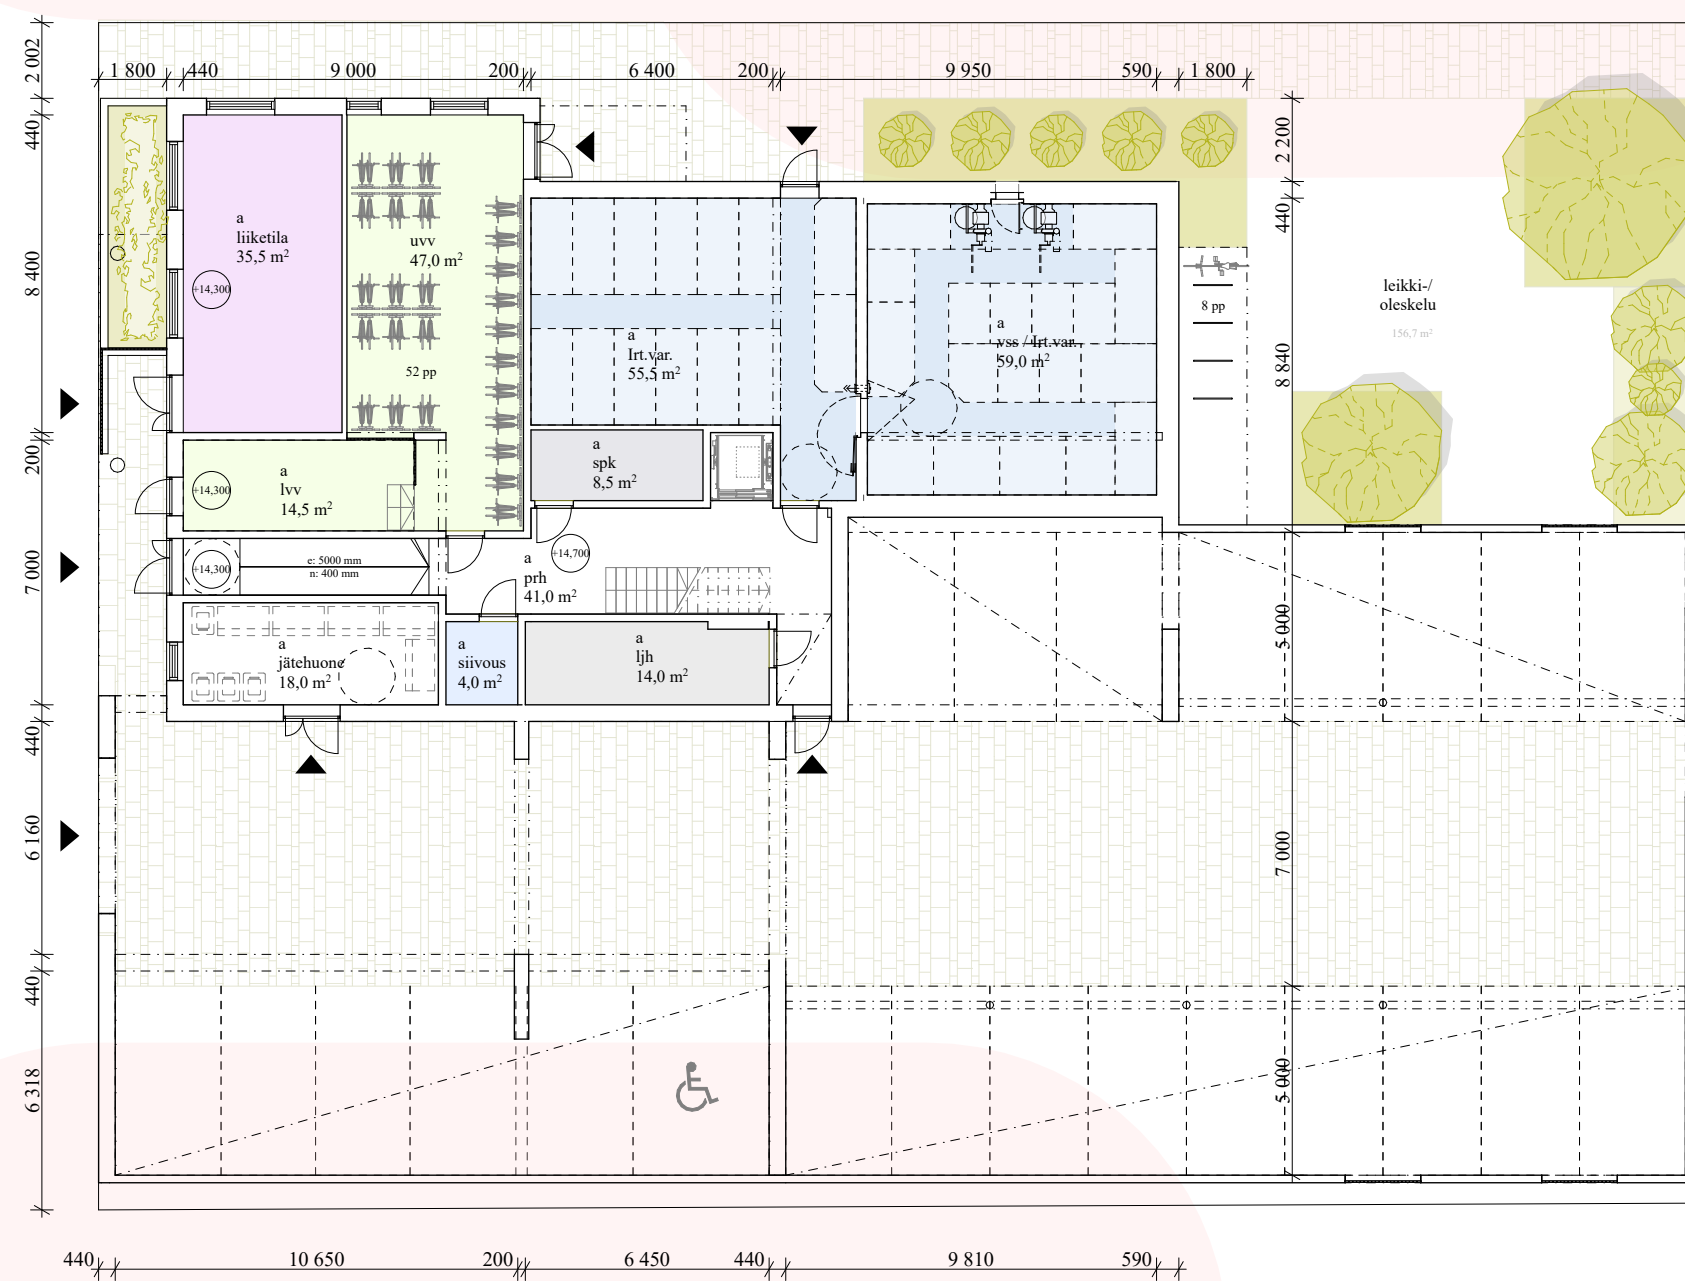 1 800
440
9 000
200
6 400
200
9 950
590
1 800
2 002
440
8 400
200
7 000
440
6 160
440
6 318
2 200
440
8 840
5 000
7 000
5 000
a
liiketila
35,5 m²
+14,300
uvv
47,0 m²
52 pp
a
Irt.var.
55,5 m²
a
vss / Irt.var.
59,0 m²
8 pp
leikki-/
oleskelu
156,7 m²
a
lvv
14,5 m²
+14,300
a
spk
8,5 m²
+14,300
e: 5000 mm
n: 400 mm
a
prh
41,0 m²
+14,700
a
jätehuone
18,0 m²
a
siivous
4,0 m²
a
ljh
14,0 m²
440
10 650
200
6 450
440
9 810
590